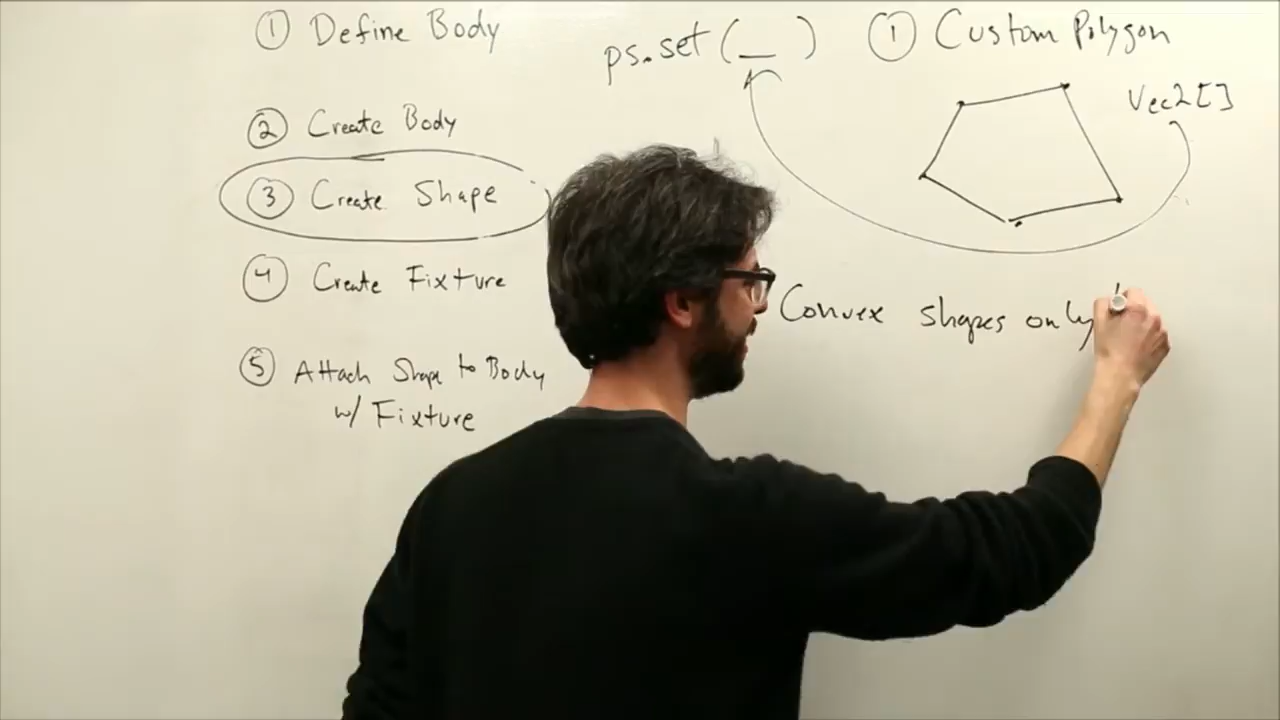 ① Define Body
② Create Body
③ Create Shape
④ Create Fixture
⑤ Attach Shape to Body
w/ Fixture
ps.set(_)
① Custom Polygon
Vec2[]
Convex shapes only!